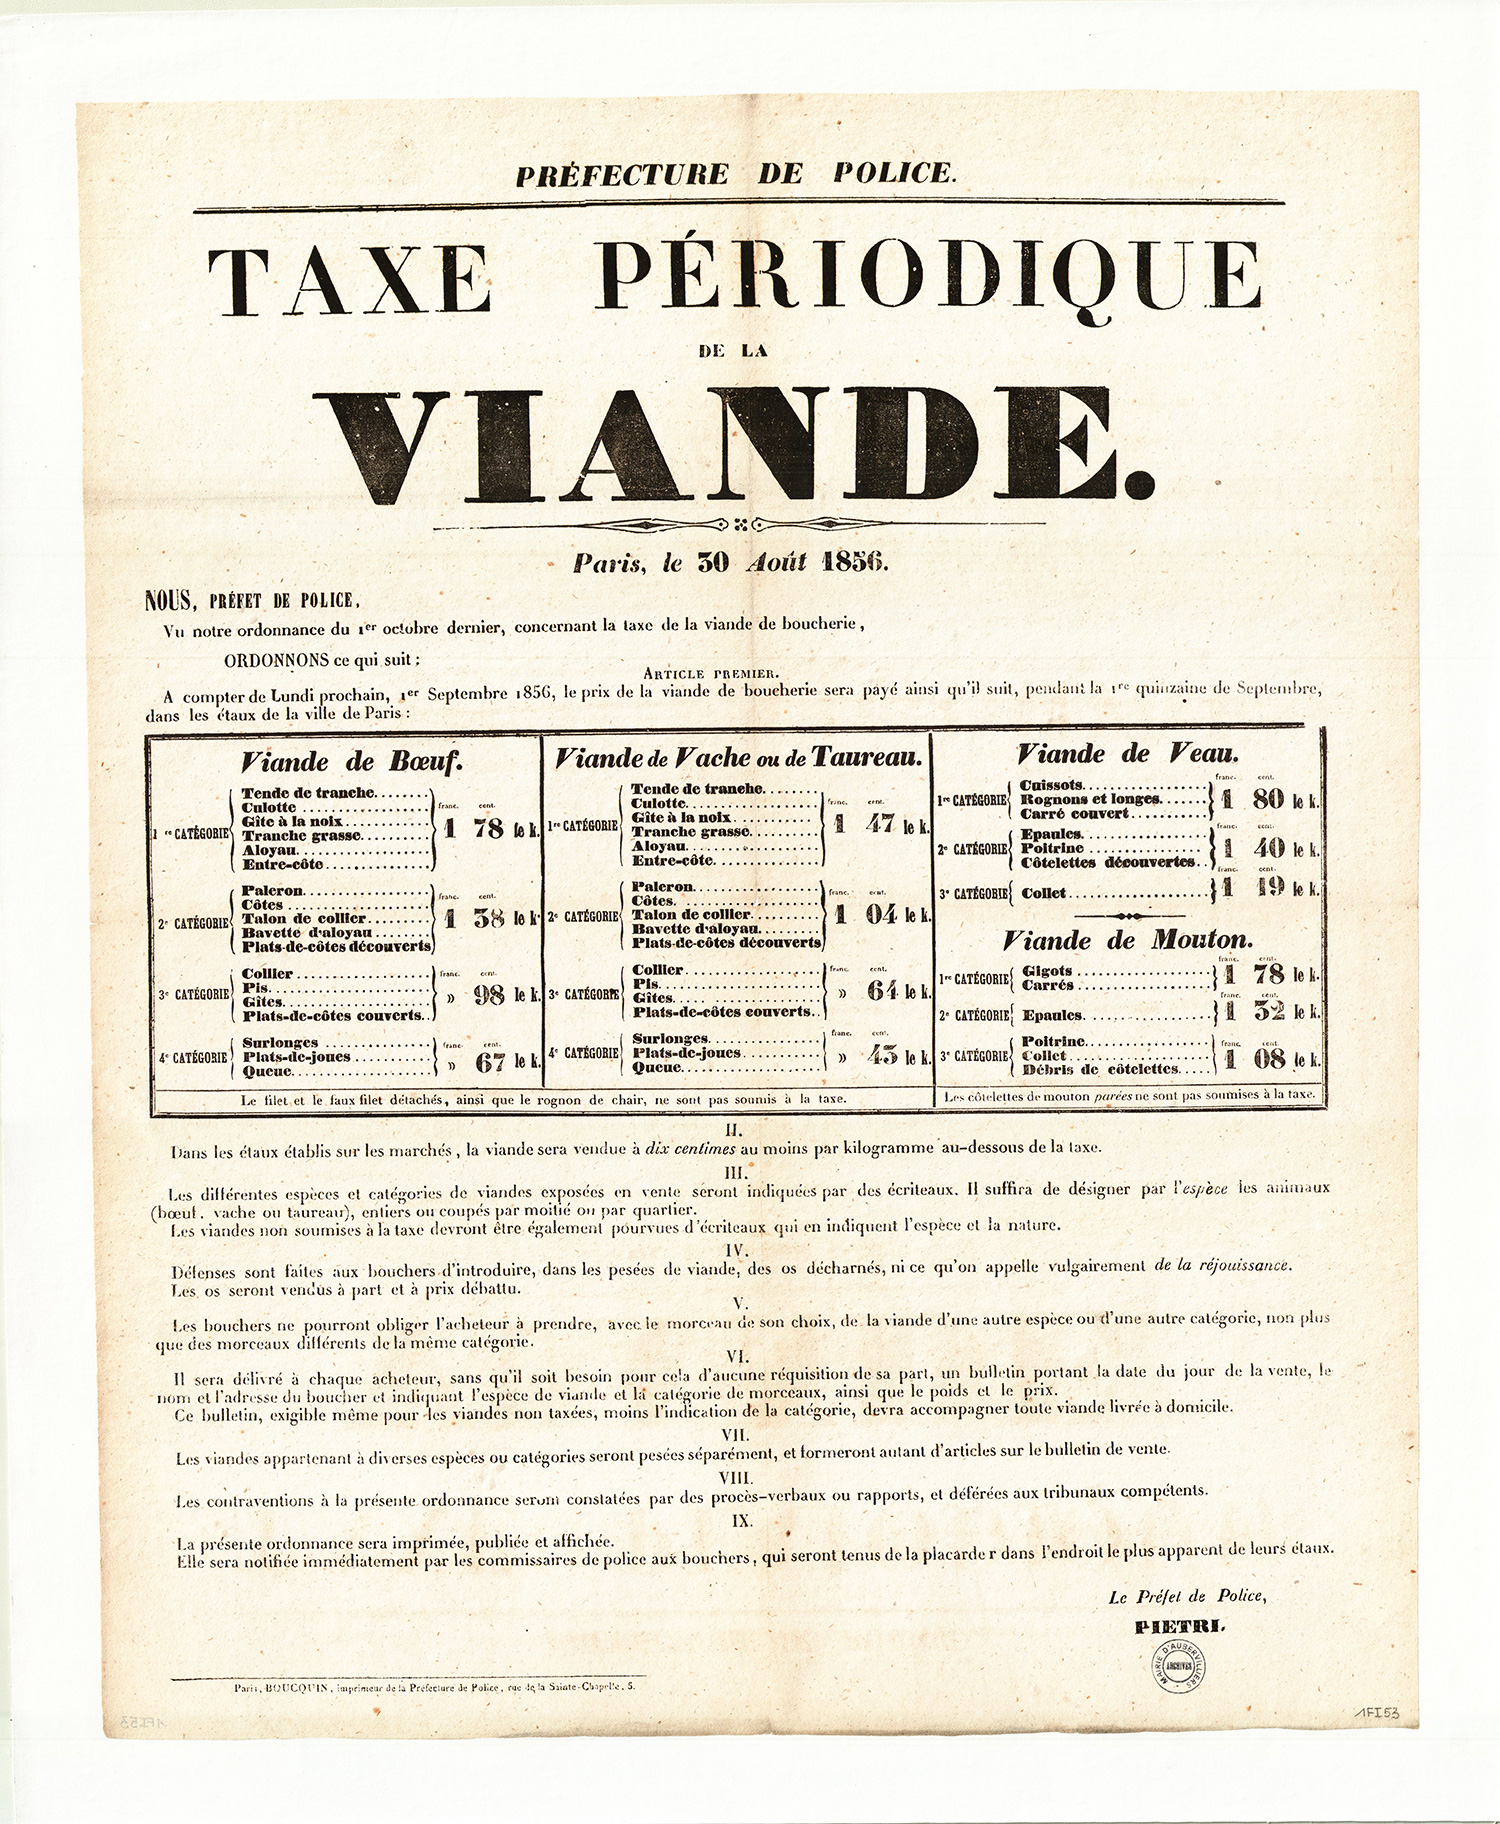 PRÉFECTURE DE POLICE.
TAXE PÉRIODIQUE
DE LA
VIANDE.
Paris, le 30 Août 1856.
NOUS, PRÉFET DE POLICE,
Vu notre ordonnance du 1er octobre dernier, concernant la taxe de la viande de boucherie,
ORDONNONS ce qui suit :
ARTICLE PREMIER.
A compter de Lundi prochain, 1er Septembre 1856, le prix de la viande de boucherie sera payé ainsi qu'il suit, pendant la 1re quinzaine de Septembre,
dans les étaux de la ville de Paris :
Viande de Bœuf.
1re CATÉGORIE
Tende de tranche
Culotte
Gîte à la noix
Tranche grasse
Aloyau
Entre-côte
franc. cent.
1 78 le k.
2e CATÉGORIE
Paleron
Côtes
Talon de collier
Bavette d'aloyau
Plats-de-côtes découverts
franc. cent.
1 38 le k.
3e CATÉGORIE
Collier
Pis
Gîtes
Plats-de-côtes couverts
franc. cent.
» 98 le k.
4e CATÉGORIE
Surlonges
Plats-de-joues
Queue
franc. cent.
» 67 le k.
Viande de Vache ou de Taureau.
1re CATÉGORIE
Tende de tranche
Culotte
Gîte à la noix
Tranche grasse
Aloyau
Entre-côte
franc. cent.
1 47 le k.
2e CATÉGORIE
Paleron
Côtes
Talon de collier
Bavette d'aloyau
Plats-de-côtes découverts
franc. cent.
1 04 le k.
3e CATÉGORIE
Collier
Pis
Gîtes
Plats-de-côtes couverts
franc. cent.
» 64 le k.
4e CATÉGORIE
Surlonges
Plats-de-joues
Queue
franc. cent.
» 43 le k.
Le filet et le faux filet détachés, ainsi que le rognon de chair, ne sont pas soumis à la taxe.
Viande de Veau.
1re CATÉGORIE
Cuissots
Rognons et longes
Carré couvert
franc. cent.
1 80 le k.
2e CATÉGORIE
Epaules
Poitrine
Côtelettes découvertes
franc. cent.
1 40 le k.
3e CATÉGORIE
Collet
franc. cent.
1 19 le k.
Viande de Mouton.
1re CATÉGORIE
Gigots
Carrés
franc. cent.
1 78 le k.
2e CATÉGORIE
Epaules
franc. cent.
1 32 le k.
3e CATÉGORIE
Poitrine
Collet
Débris de côtelettes
franc. cent.
1 08 le k.
Les côtelettes de mouton parées ne sont pas soumises à la taxe.
II.
Dans les étaux établis sur les marchés, la viande sera vendue à dix centimes au moins par kilogramme au-dessous de la taxe.
III.
Les différentes espèces et catégories de viandes exposées en vente seront indiquées par des écriteaux. Il suffira de désigner par l'espèce les animaux
(bœuf, vache ou taureau), entiers ou coupés par moitié ou par quartier.
Les viandes non soumises à la taxe devront être également pourvues d'écriteaux qui en indiquent l'espèce et la nature.
IV.
Défenses sont faites aux bouchers d'introduire, dans les pesées de viande, des os décharnés, ni ce qu'on appelle vulgairement de la réjouissance.
Les os seront vendus à part et à prix débattu.
V.
Les bouchers ne pourront obliger l'acheteur à prendre, avec le morceau de son choix, de la viande d'une autre espèce ou d'une autre catégorie, non plus
que des morceaux différents de la même catégorie.
VI.
Il sera délivré à chaque acheteur, sans qu'il soit besoin pour cela d'aucune réquisition de sa part, un bulletin portant la date du jour de la vente, le
nom et l'adresse du boucher et indiquant l'espèce de viande et la catégorie de morceaux, ainsi que le poids et le prix.
Ce bulletin, exigible même pour les viandes non taxées, moins l'indication de la catégorie, devra accompagner toute viande livrée à domicile.
VII.
Les viandes appartenant à diverses espèces ou catégories seront pesées séparément, et formeront autant d'articles sur le bulletin de vente.
VIII.
Les contraventions à la présente ordonnance seront constatées par des procès-verbaux ou rapports, et déférées aux tribunaux compétents.
IX.
La présente ordonnance sera imprimée, publiée et affichée.
Elle sera notifiée immédiatement par les commissaires de police aux bouchers, qui seront tenus de la placarder dans l'endroit le plus apparent de leurs étaux.
Le Préfet de Police,
PIETRI.
MAIRIE D'AUBERVILLIERS
ARCHIVES
Paris, BOUCQUIN, imprimeur de la Préfecture de Police, rue de la Sainte-Chapelle, 5.
1FI53